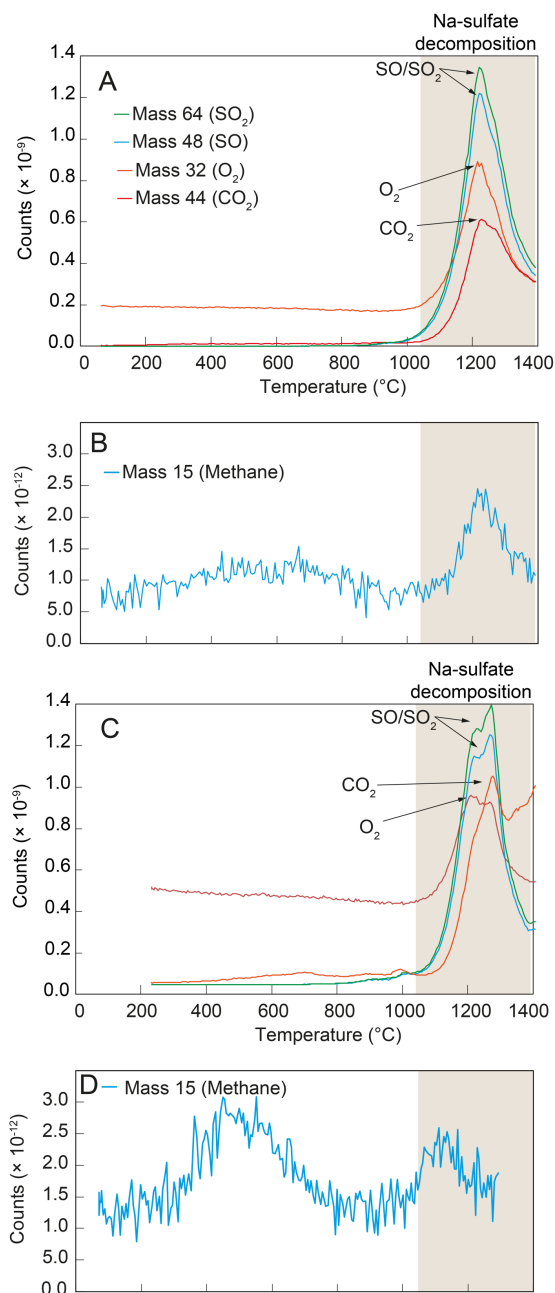 Na-sulfate
decomposition
A
SO/SO₂
Mass 64 (SO₂)
Mass 48 (SO)
Mass 32 (O₂)
Mass 44 (CO₂)
O₂
CO₂
Counts (× 10⁻⁹)
1.4
1.4
1.0
0.8
0.6
0.4
0.2
0.0
0 200 400 600 800 1000 1200 1400
Temperature (°C)
B
Mass 15 (Methane)
Counts (× 10⁻¹²)
3.0
2.5
2.0
1.5
1.0
5.0
0.0
Na-sulfate
decomposition
C
SO/SO₂
CO₂
O₂
Counts (× 10⁻⁹)
1.4
1.4
1.0
0.8
0.6
0.4
0.2
0.0
0 200 400 600 800 1000 1200 1400
Temperature (°C)
D
Mass 15 (Methane)
Counts (× 10⁻¹²)
3.0
2.5
2.0
1.5
1.0
5.0
0.0